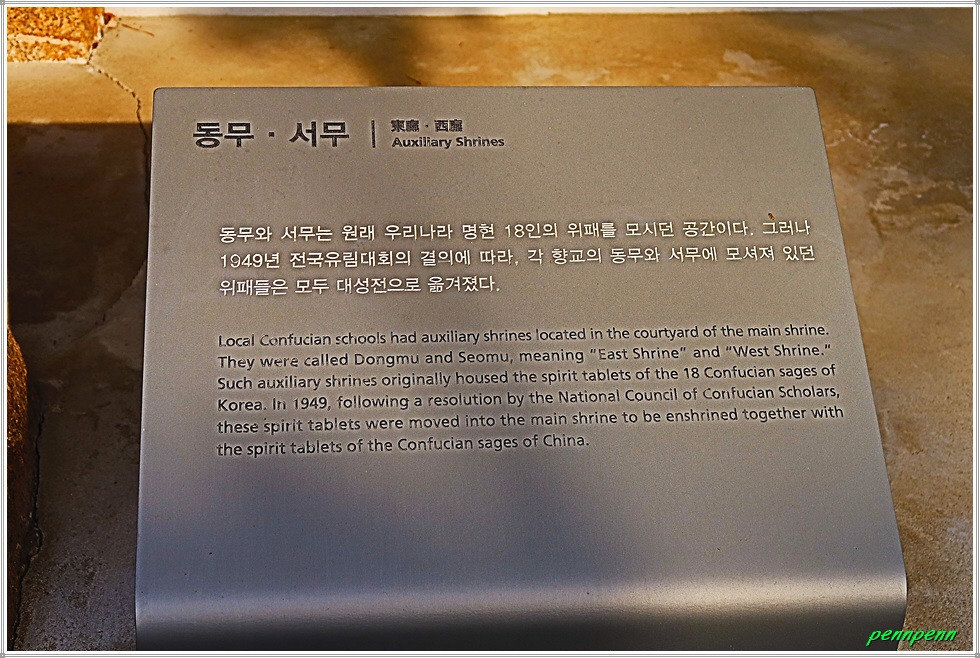 동무 · 서무
東廡 · 西廡
Auxiliary Shrines
동무와 서무는 원래 우리나라 명현 18인의 위패를 모시던 공간이다. 그러나
1949년 전국유림대회의 결의에 따라, 각 향교의 동무와 서무에 모셔져 있던
위패들은 모두 대성전으로 옮겨졌다.
Local Confucian schools had auxiliary shrines located in the courtyard of the main shrine.
They were called Dongmu and Seomu, meaning “East Shrine” and “West Shrine.”
Such auxiliary shrines originally housed the spirit tablets of the 18 Confucian sages of
Korea. In 1949, following a resolution by the National Council of Confucian Scholars,
these spirit tablets were moved into the main shrine to be enshrined together with
the spirit tablets of the Confucian sages of China.
pennpenn